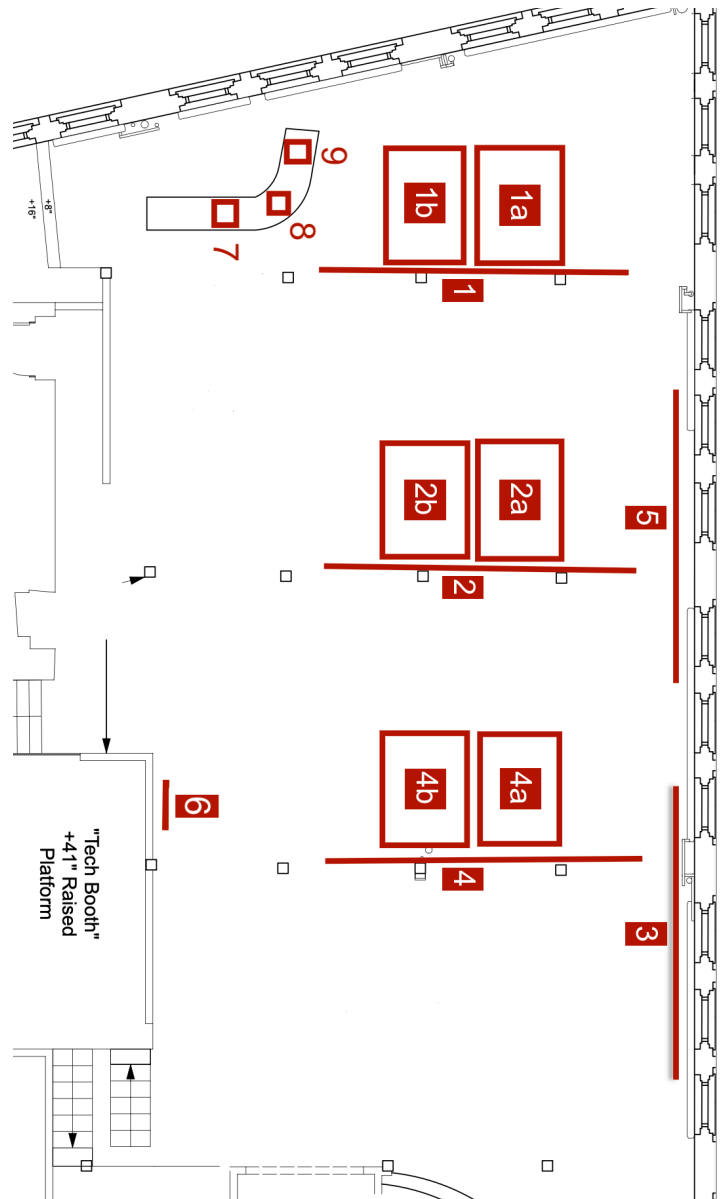 5
3
1a
2a
4a
1
2
4
1b
2b
4b
9
8
7
6
+8"
+16"
"Tech Booth"
+41" Raised
Platform